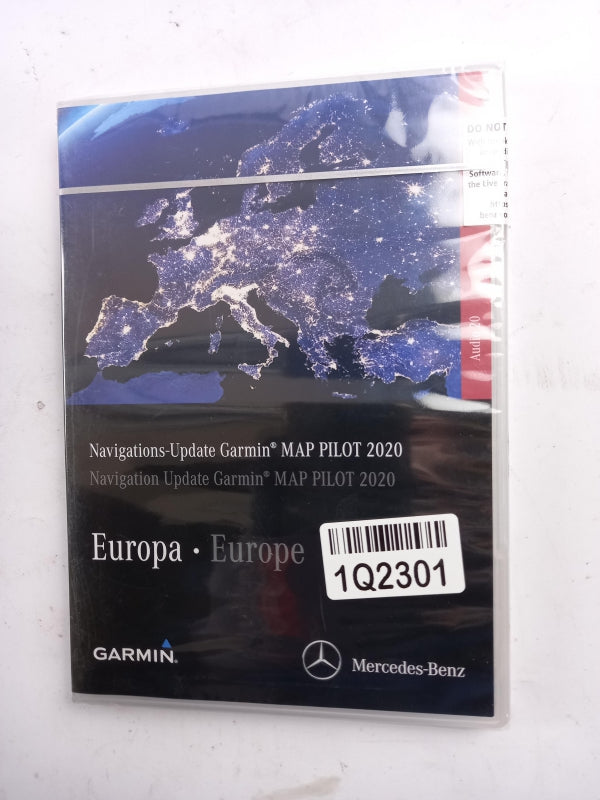 DO NOT
Softwar
the Live
Audio 20
Navigations-Update Garmin® MAP PILOT 2020
Navigation Update Garmin® MAP PILOT 2020
Europa · Europe
1Q2301
GARMIN®
Mercedes-Benz